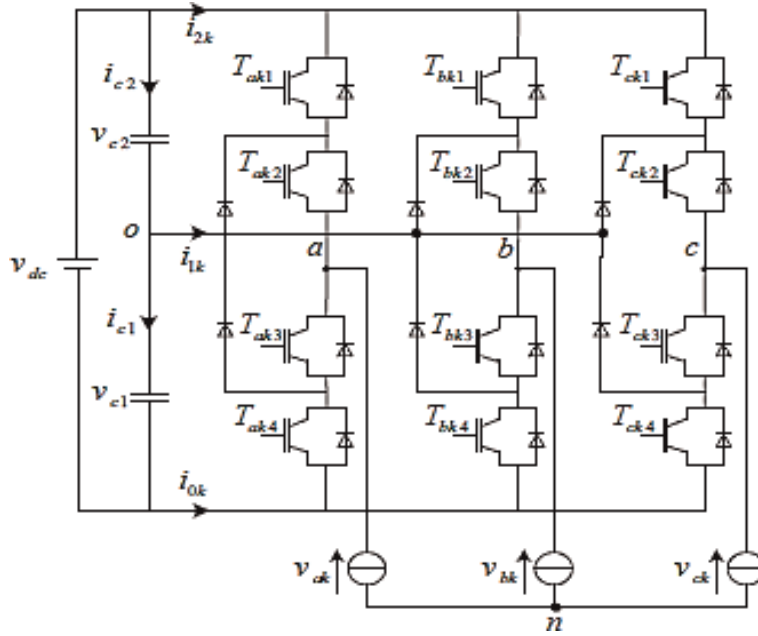 i2k
Tak1 Tbk1 Tck1
ic2
vc2
Tak2 Tbk2 Tck2
o a b c
i1k
vdc
ic1
Tak3 Tbk3 Tck3
vc1
Tak4 Tbk4 Tck4
i0k
vak vbk vck
n